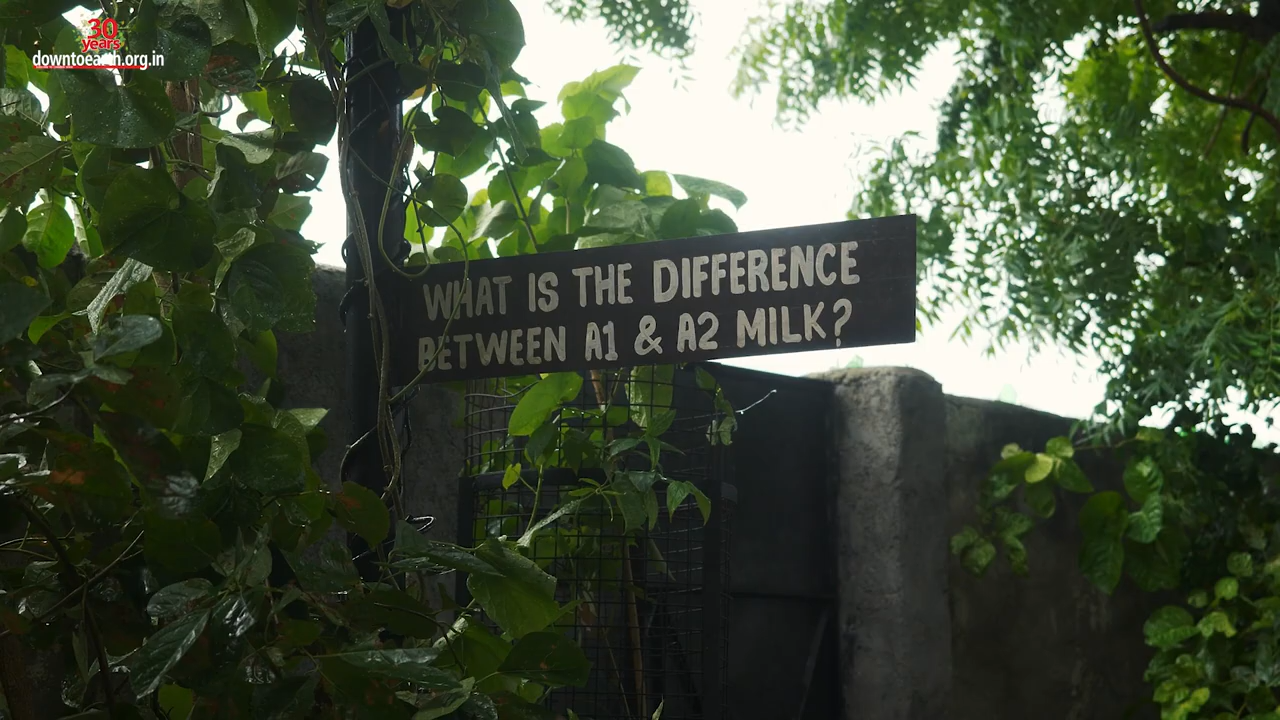 30
years
downtoearth.org.in
WHAT IS THE DIFFERENCE
BETWEEN A1 & A2 MILK?